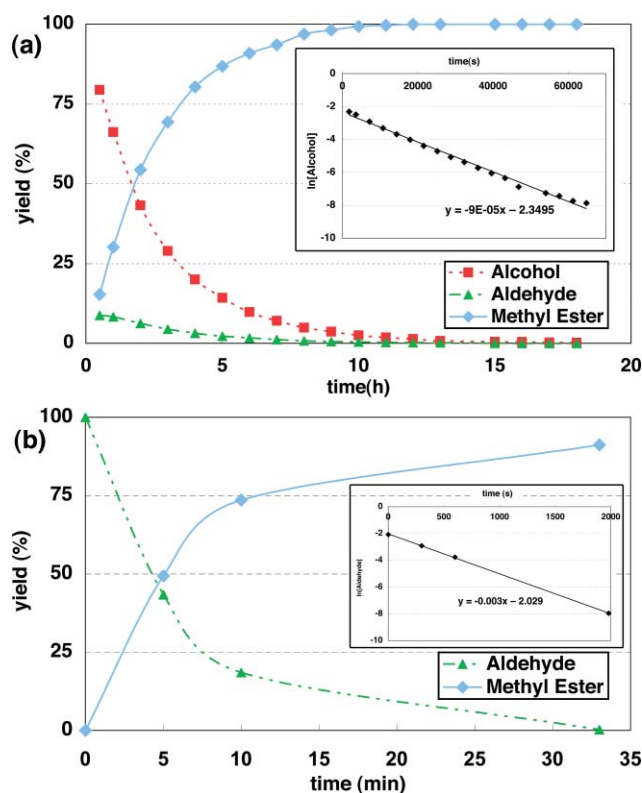 (a)
100
75
50
25
0
yield (%)
0 5 10 15 20
time(h)
time(s)
0 20000 40000 60000
0
-2
-4
-6
-8
-10
ln[Alcohol]
y = -9E-05x – 2.3495
Alcohol
Aldehyde
Methyl Ester
(b)
100
75
50
25
0
yield (%)
0 5 10 15 20 25 30 35
time (min)
time (s)
0 500 1000 1500 2000
0
-2
-4
-6
-8
-10
ln[Aldehyde]
y = -0.003x – 2.029
Aldehyde
Methyl Ester